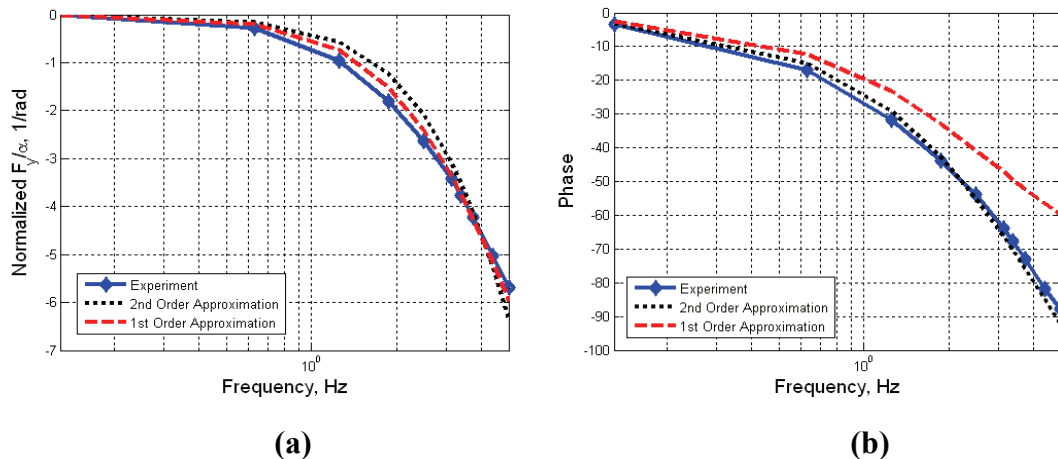 0
-1
-2
-3
-4
-5
-6
-7
Normalized F_y/α, 1/rad
Experiment
2nd Order Approximation
1st Order Approximation
10^0
Frequency, Hz
(a)
0
-10
-20
-30
-40
-50
-60
-70
-80
-90
-100
Phase
Experiment
2nd Order Approximation
1st Order Approximation
10^0
Frequency, Hz
(b)